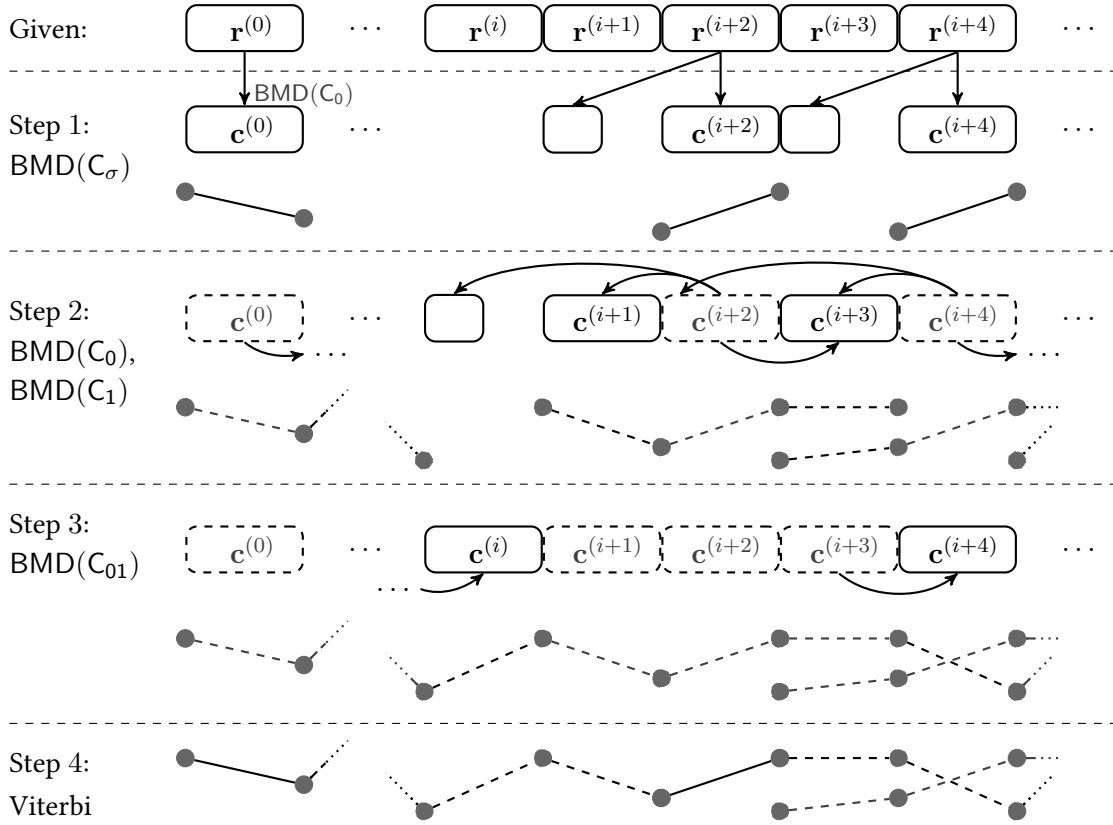 Given: r^(0) ... r^(i) r^(i+1) r^(i+2) r^(i+3) r^(i+4) ...
BMD(C_0)
Step 1: c^(0) ... c^(i+2) c^(i+4) ...
BMD(C_σ)
Step 2: c^(0) ... c^(i+1) c^(i+2) c^(i+3) c^(i+4) ...
BMD(C_0), ... ...
BMD(C_1)
Step 3: c^(0) ... c^(i) c^(i+1) c^(i+2) c^(i+3) c^(i+4) ...
BMD(C_01)
...
Step 4:
Viterbi